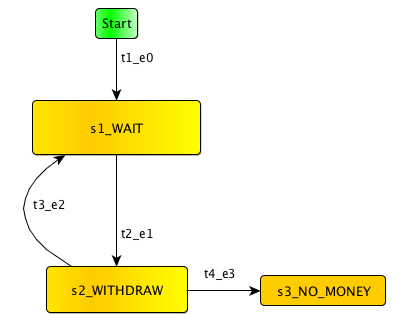 Start
t1_e0
s1_WAIT
t3_e2
t2_e1
t4_e3
s2_WITHDRAW
s3_NO_MONEY